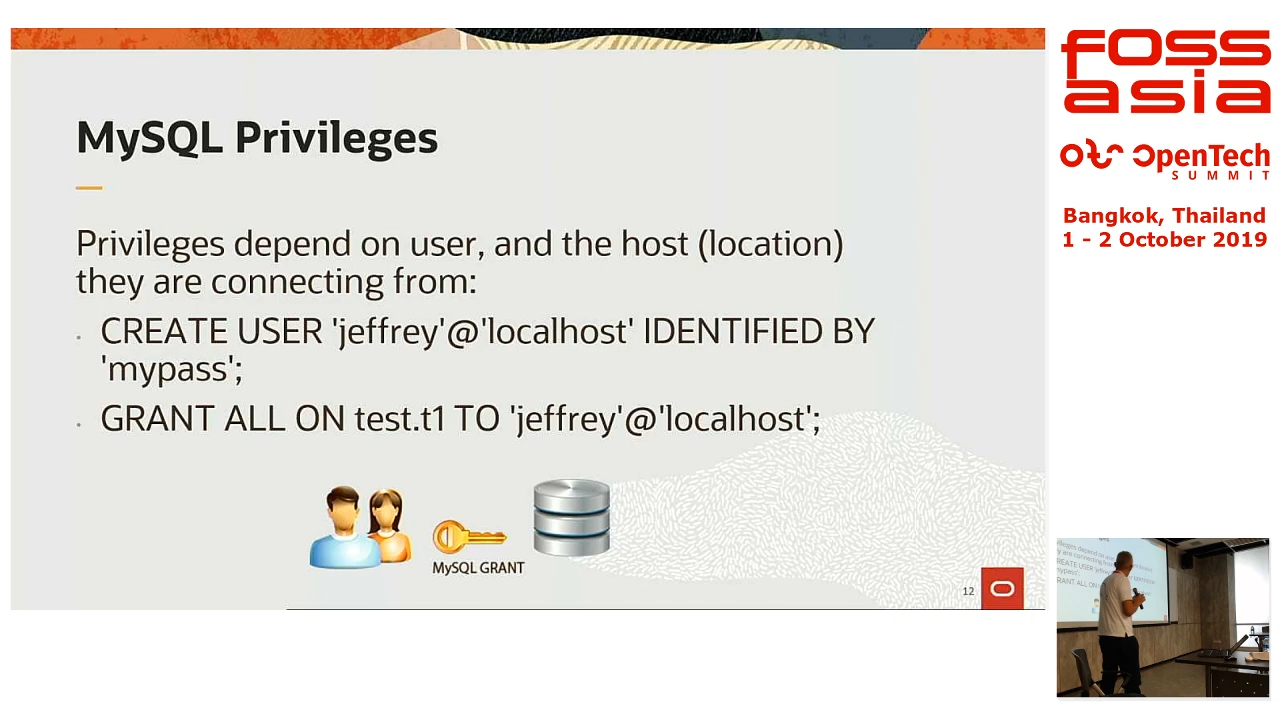 MySQL Privileges
Privileges depend on user, and the host (location)
they are connecting from:
· CREATE USER 'jeffrey'@'localhost' IDENTIFIED BY
'mypass';
· GRANT ALL ON test.t1 TO 'jeffrey'@'localhost';
MySQL GRANT
12
FOSS
asia
OpenTech
SUMMIT
Bangkok, Thailand
1 - 2 October 2019